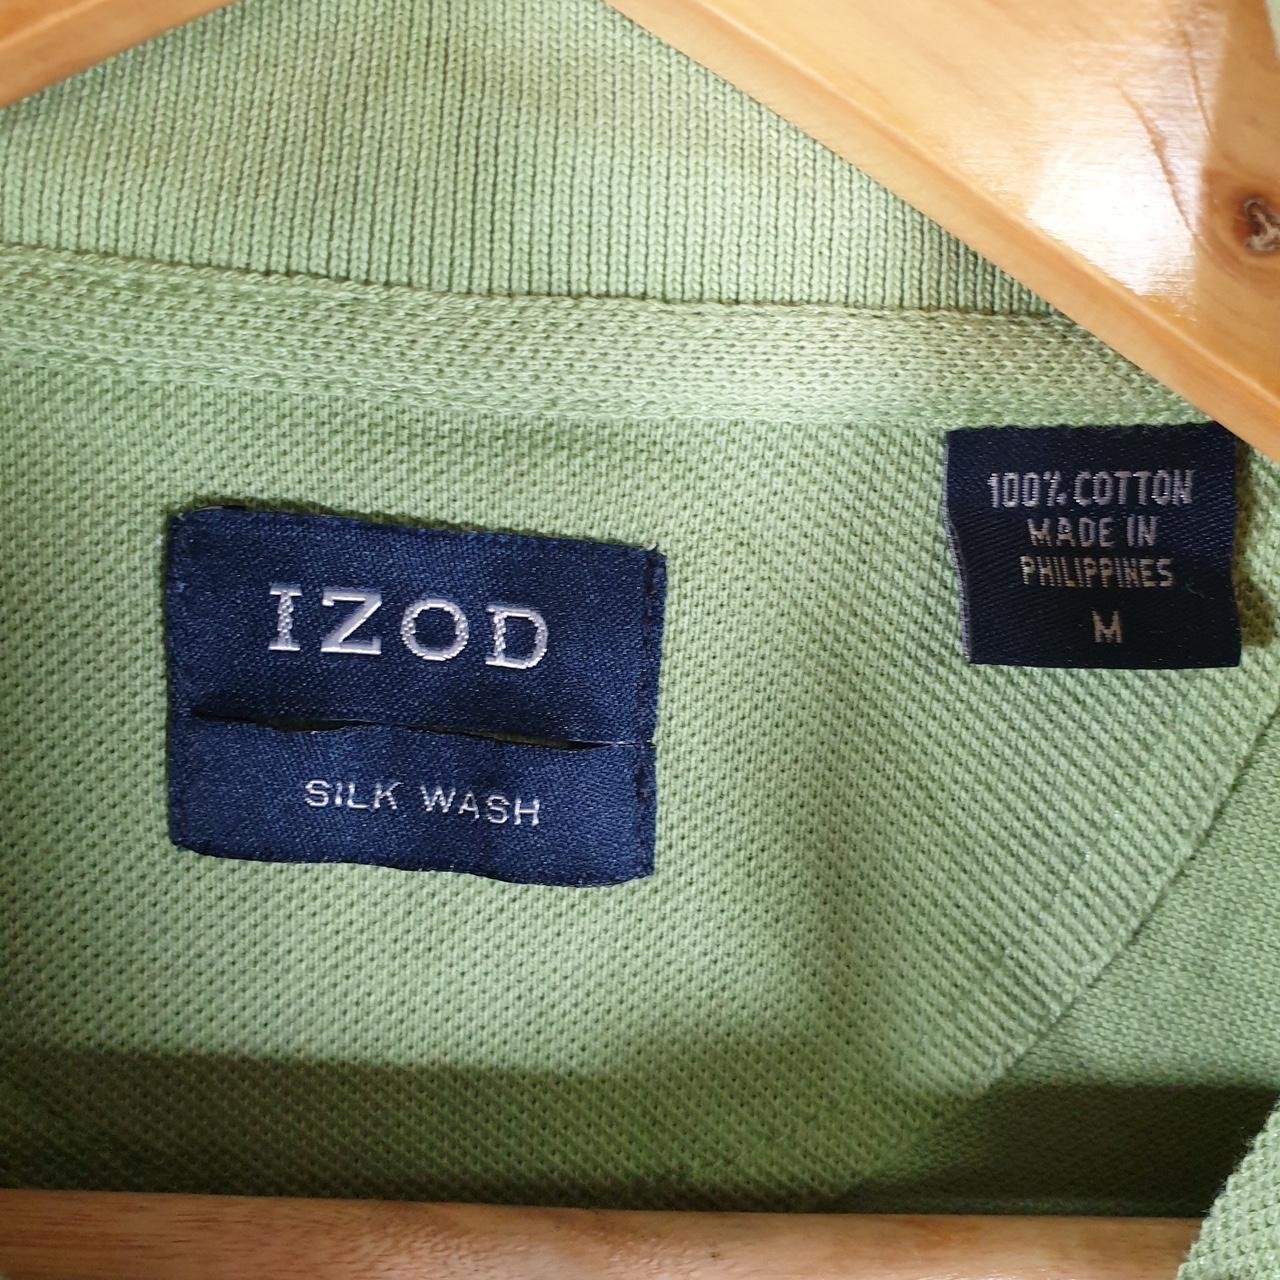 IZOD
SILK WASH
100% COTTON
MADE IN
PHILIPPINES
M